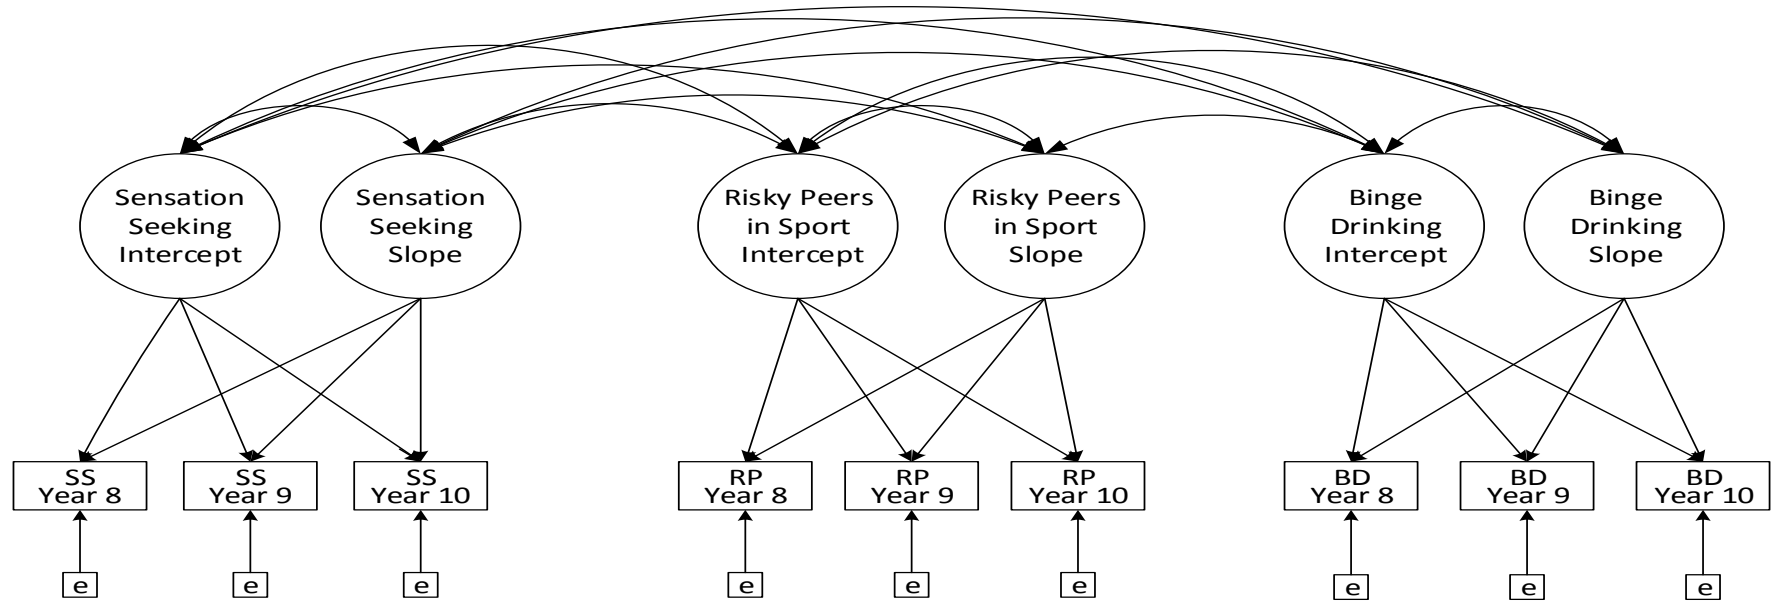 Sensation
Seeking
Intercept
Sensation
Seeking
Slope
Risky Peers
in Sport
Intercept
Risky Peers
in Sport
Slope
Binge
Drinking
Intercept
Binge
Drinking
Slope
SS
Year 8
SS
Year 9
SS
Year 10
RP
Year 8
RP
Year 9
RP
Year 10
BD
Year 8
BD
Year 9
BD
Year 10
e
e
e
e
e
e
e
e
e